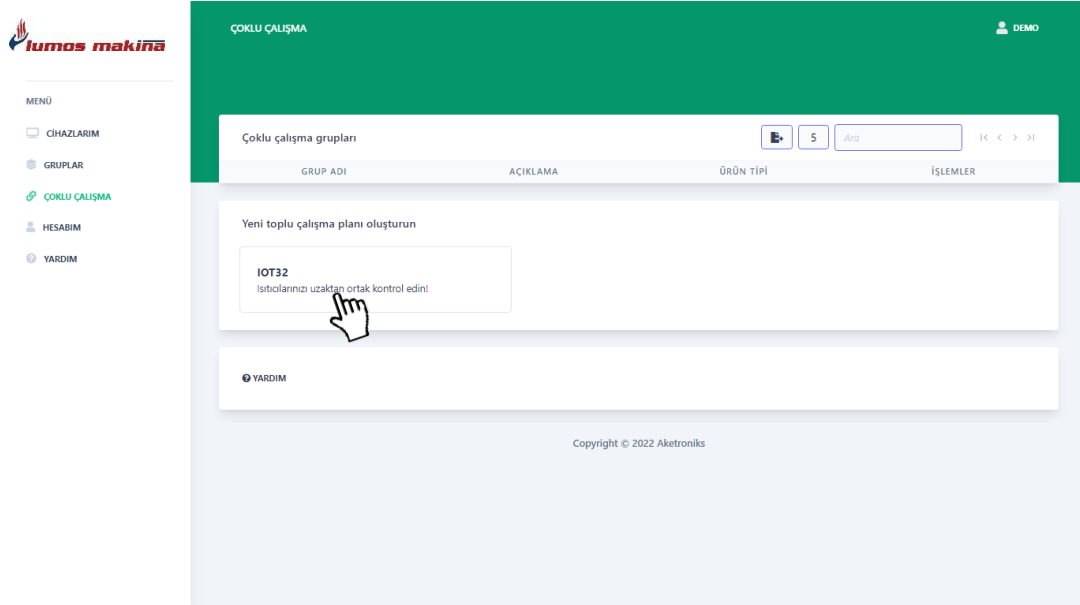 lumos makina
ÇOKLU ÇALIŞMA
DEMO
MENÜ
CİHAZLARIM
GRUPLAR
ÇOKLU ÇALIŞMA
HESABIM
YARDIM
Çoklu çalışma grupları
5
Ara
GRUP ADI
AÇIKLAMA
ÜRÜN TİPİ
İŞLEMLER
Yeni toplu çalışma planı oluşturun
IOT32
Isıtıcılarınızı uzaktan ortak kontrol edin!
YARDIM
Copyright © 2022 Aketroniks